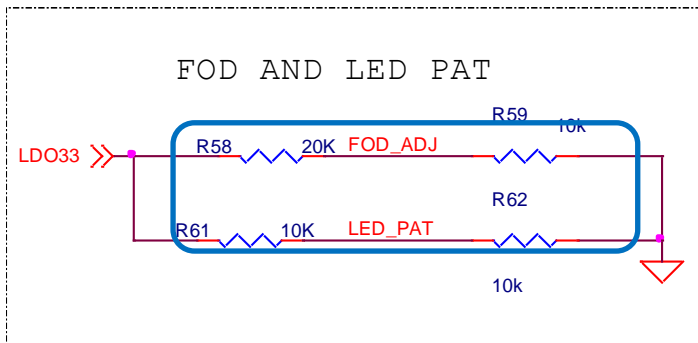 FOD AND LED PAT
R59
10k
LDO33
R58
20K
FOD_ADJ
R62
R61
10K
LED_PAT
10k